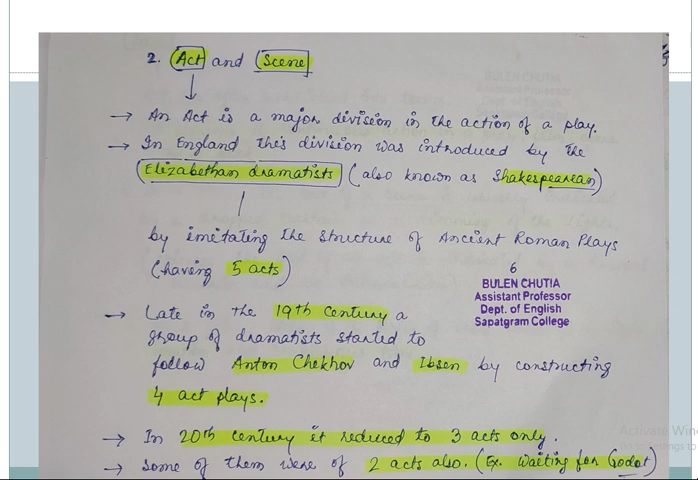 2. Act and Scene
→ An Act is a major division in the action of a play.
→ In England this division was introduced by the
Elizabethan dramatists (also known as Shakespearean)
by imitating the structure of Ancient Roman Plays
(having 5 acts)
6
BULEN CHUTIA
Assistant Professor
Dept. of English
Sapatgram College
→ Late in the 19th century a
group of dramatists started to
follow Anton Chekhov and Ibsen by constructing
4 act plays.
→ In 20th century it reduced to 3 acts only.
→ Some of them were of 2 acts also. (Ex. Waiting for Godot)
Activate Win